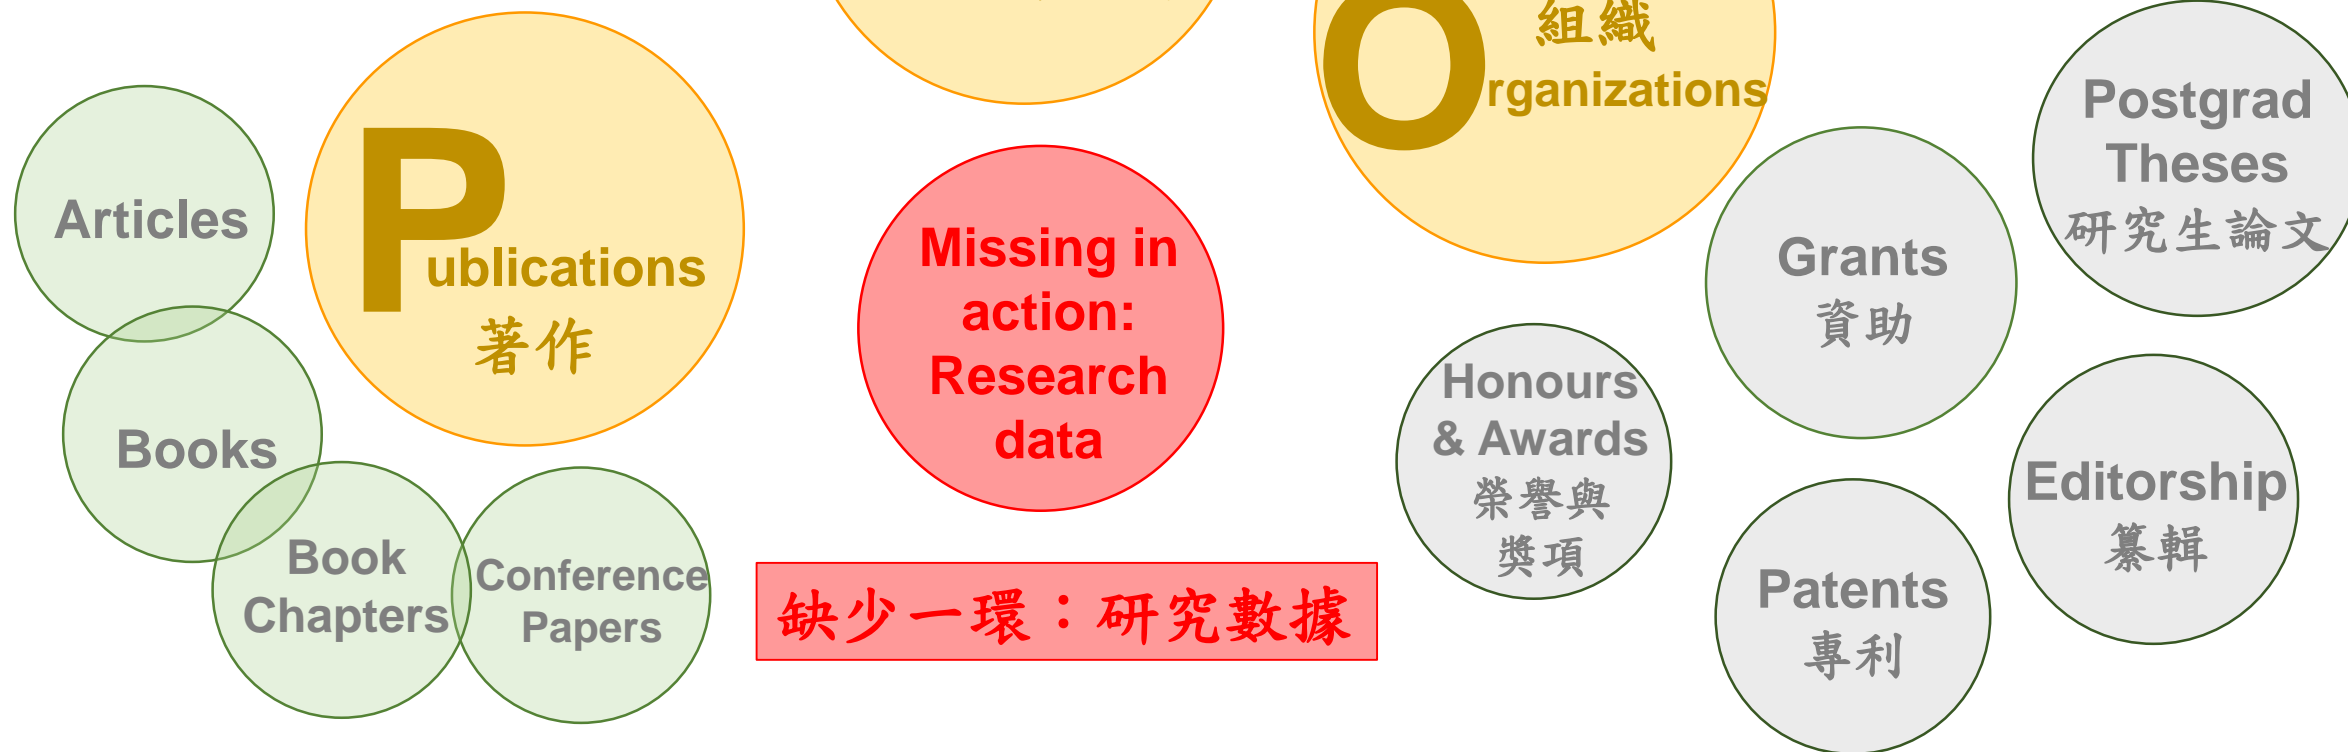 Articles
Books
Book
Chapters
Conference
Papers
Publications
著作
Missing in
action:
Research
data
缺少一環：研究數據
組織
Organizations
Honours
& Awards
榮譽與
獎項
Grants
資助
Patents
專利
Postgrad
Theses
研究生論文
Editorship
纂輯